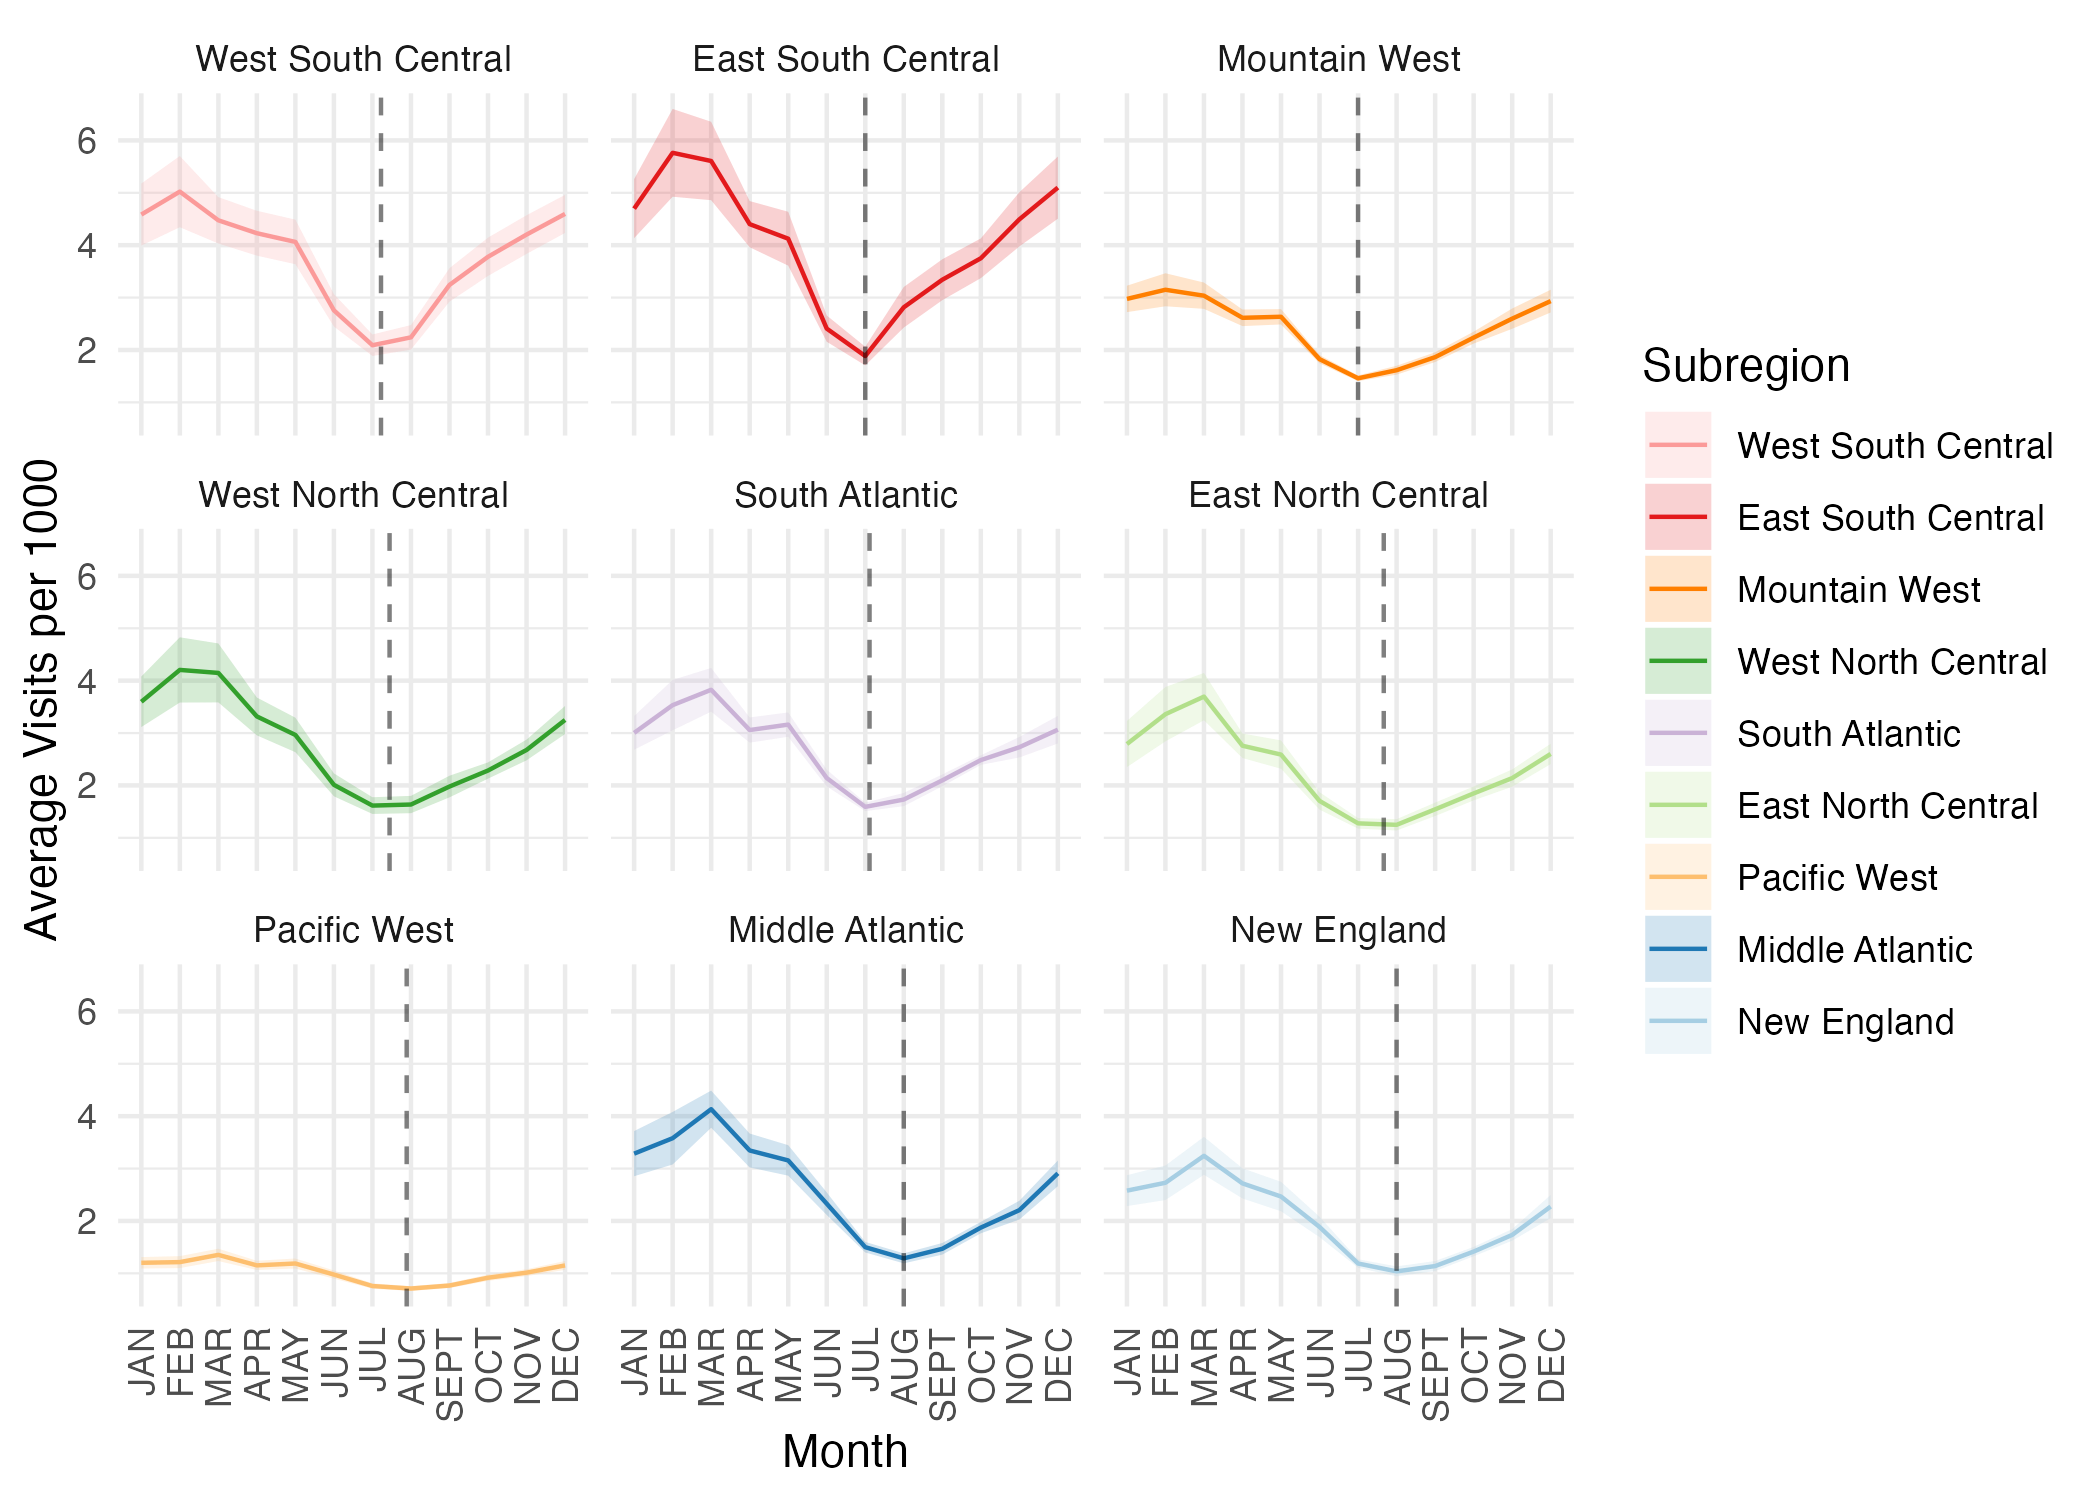 West South Central
East South Central
Mountain West
6
4
2
West North Central
South Atlantic
East North Central
6
4
2
Pacific West
Middle Atlantic
New England
6
4
2
JAN
FEB
MAR
APR
MAY
JUN
JUL
AUG
SEPT
OCT
NOV
DEC
JAN
FEB
MAR
APR
MAY
JUN
JUL
AUG
SEPT
OCT
NOV
DEC
JAN
FEB
MAR
APR
MAY
JUN
JUL
AUG
SEPT
OCT
NOV
DEC
Month
Average Visits per 1000
Subregion
West South Central
East South Central
Mountain West
West North Central
South Atlantic
East North Central
Pacific West
Middle Atlantic
New England